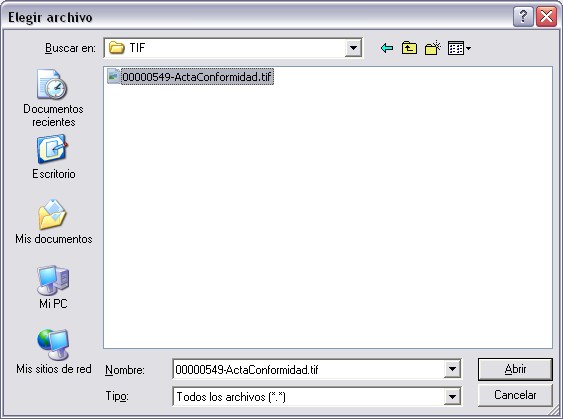 Elegir archivo
Buscar en: TIF
00000549-ActaConformidad.tif
Documentos
recientes
Escritorio
Mis documentos
Mi PC
Mis sitios de red
Nombre: 00000549-ActaConformidad.tif Abrir
Tipo: Todos los archivos (*.*) Cancelar